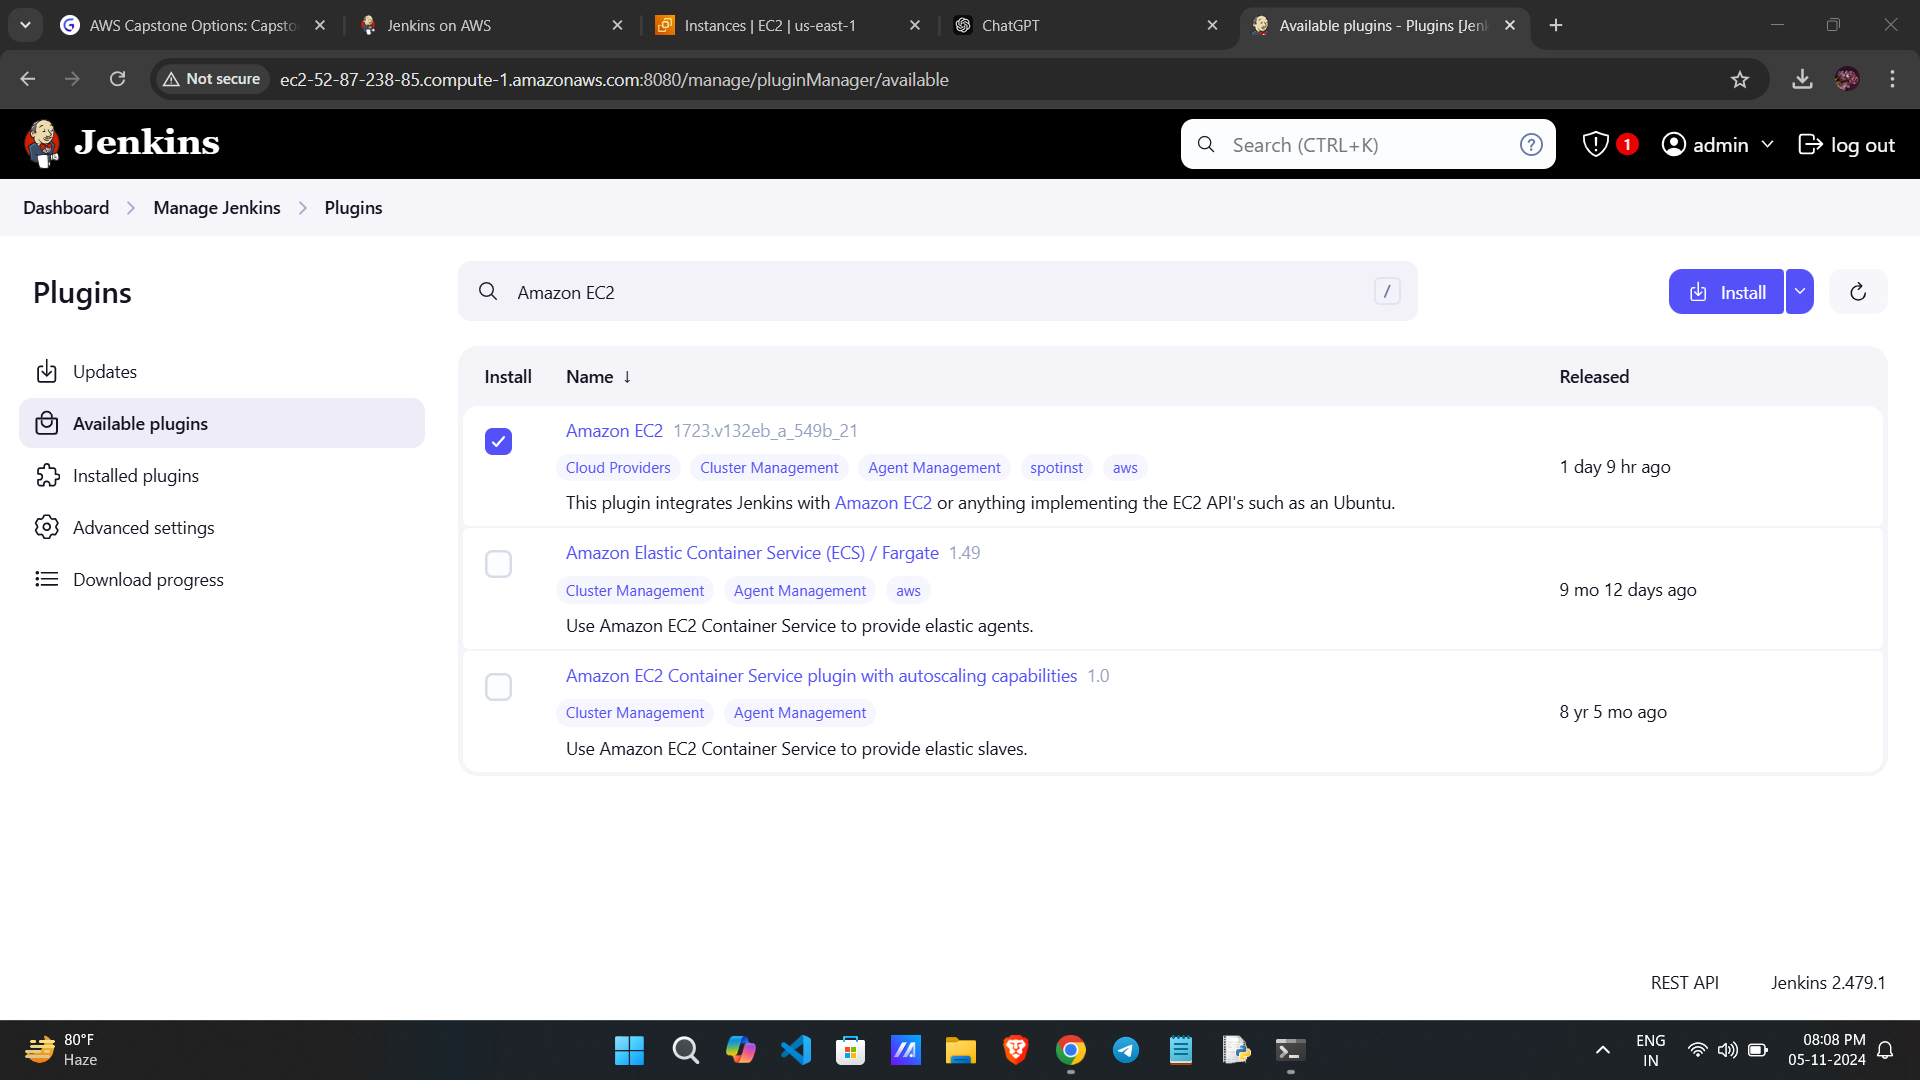 AWS Capstone Options: Capsto
Jenkins on AWS
Instances | EC2 | us-east-1
ChatGPT
Available plugins - Plugins [Jenk
Not secure
ec2-52-87-238-85.compute-1.amazonaws.com:8080/manage/pluginManager/available
Jenkins
Search (CTRL+K)
?
1
admin
log out
Dashboard
Manage Jenkins
Plugins
Plugins
Amazon EC2
/
Install
Updates
Available plugins
Installed plugins
Advanced settings
Download progress
Install
Name ↓
Released
Amazon EC2 1723.v132eb_a_549b_21
Cloud Providers
Cluster Management
Agent Management
spotinst
aws
This plugin integrates Jenkins with Amazon EC2 or anything implementing the EC2 API's such as an Ubuntu.
1 day 9 hr ago
Amazon Elastic Container Service (ECS) / Fargate 1.49
Cluster Management
Agent Management
aws
Use Amazon EC2 Container Service to provide elastic agents.
9 mo 12 days ago
Amazon EC2 Container Service plugin with autoscaling capabilities 1.0
Cluster Management
Agent Management
Use Amazon EC2 Container Service to provide elastic slaves.
8 yr 5 mo ago
REST API
Jenkins 2.479.1
80°F
Haze
ENG
IN
08:08 PM
05-11-2024